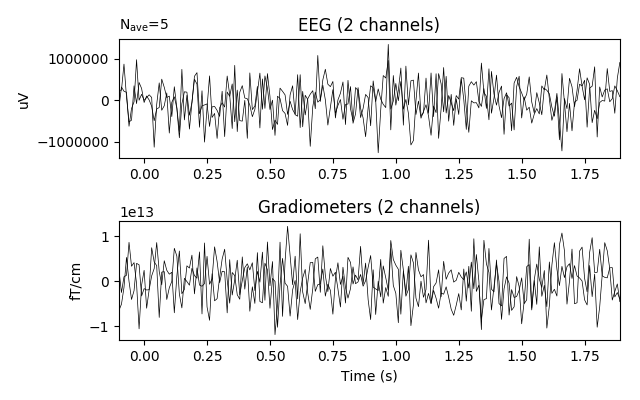 N_ave=5
EEG (2 channels)
uV
1000000
0
−1000000
0.00 0.25 0.50 0.75 1.00 1.25 1.50 1.75
1e13
Gradiometers (2 channels)
fT/cm
1
0
−1
0.00 0.25 0.50 0.75 1.00 1.25 1.50 1.75
Time (s)